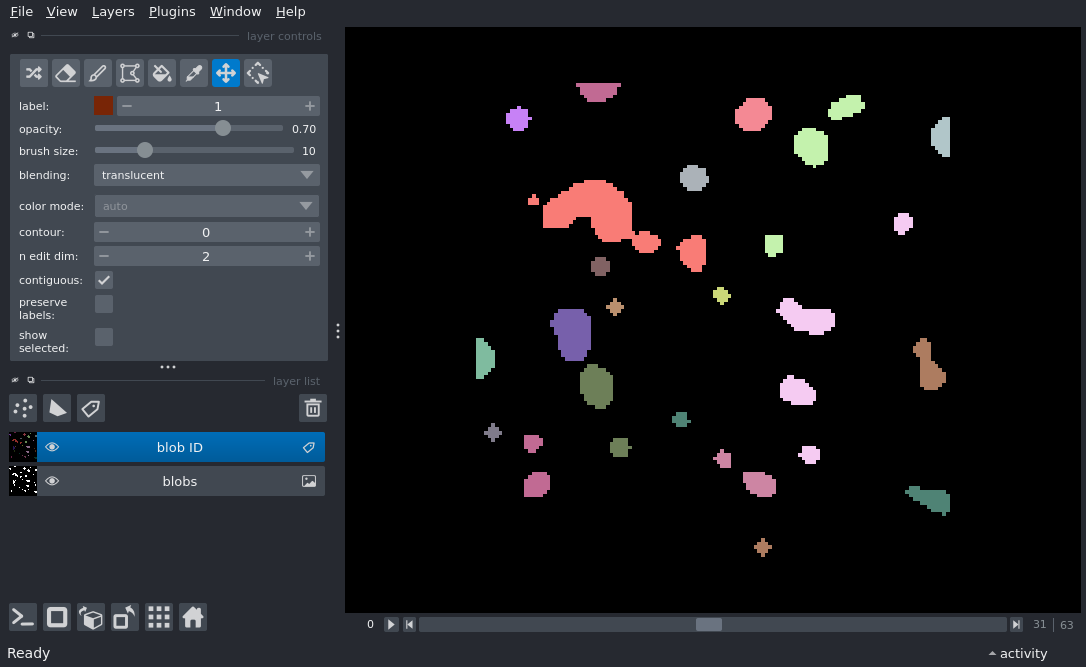 File View Layers Plugins Window Help
layer controls
label: 1
opacity: 0.70
brush size: 10
blending: translucent
color mode: auto
contour: 0
n edit dim: 2
contiguous:
preserve
labels:
show
selected:
layer list
blob ID
blobs
0 31 | 63
Ready activity